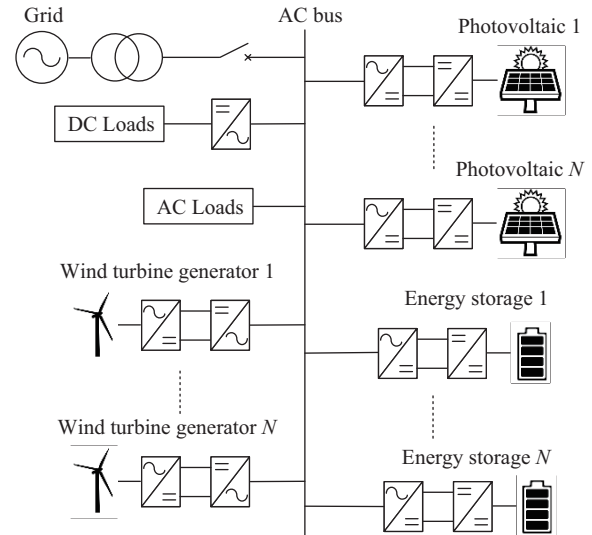 Grid
AC bus
Photovoltaic 1
DC Loads
Photovoltaic N
AC Loads
Wind turbine generator 1
Energy storage 1
Wind turbine generator N
Energy storage N